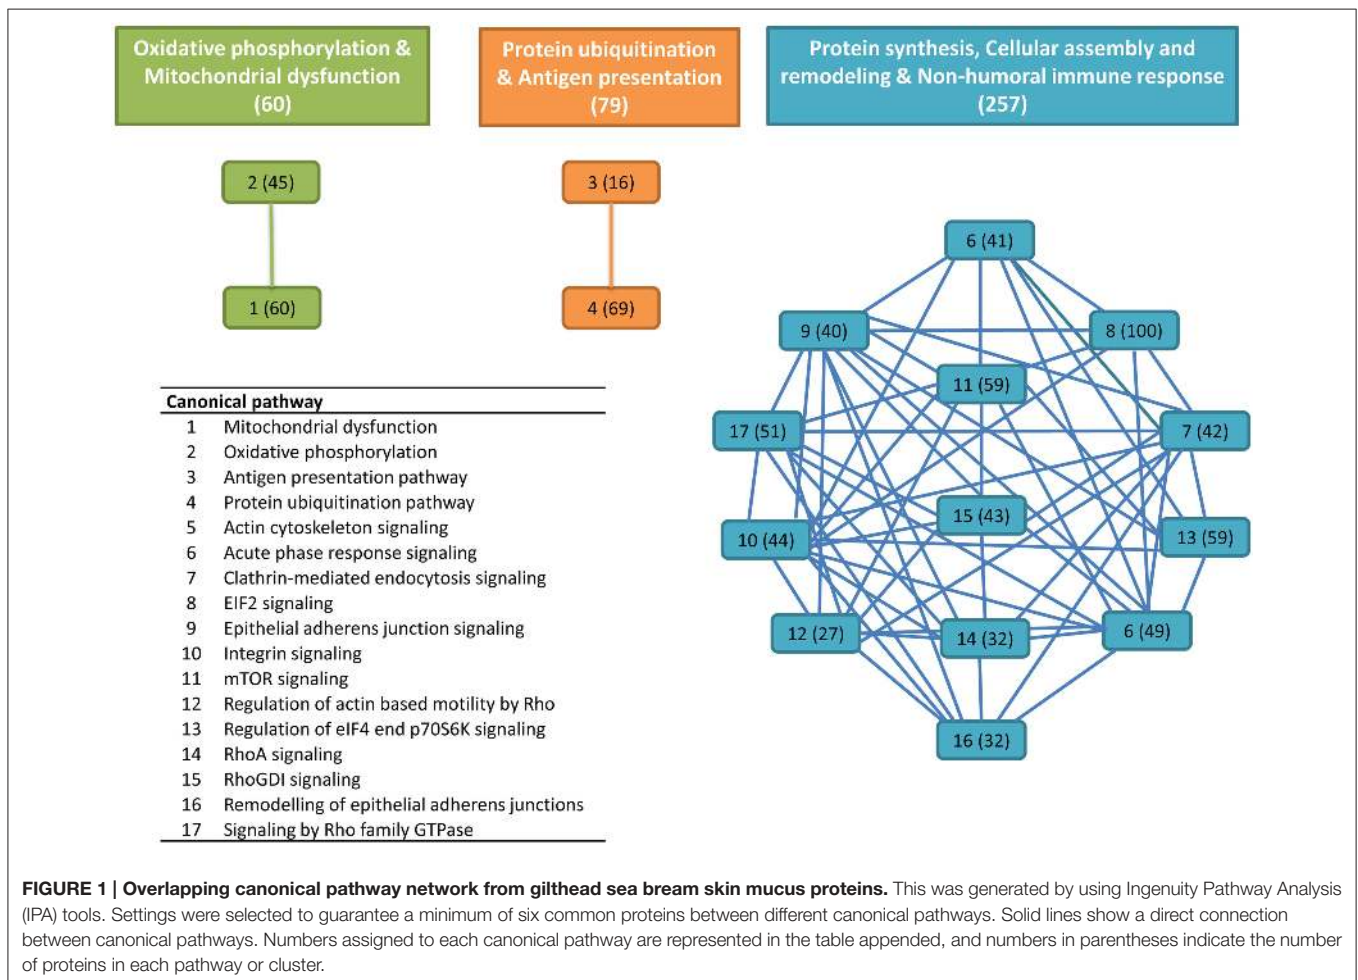 Oxidative phosphorylation &
Mitochondrial dysfunction
(60)
Protein ubiquitination
& Antigen presentation
(79)
Protein synthesis, Cellular assembly and
remodeling & Non-humoral immune response
(257)
2 (45)
1 (60)
3 (16)
4 (69)
6 (41)
9 (40)
8 (100)
11 (59)
17 (51)
7 (42)
15 (43)
10 (44)
13 (59)
12 (27)
14 (32)
6 (49)
16 (32)
Canonical pathway
1 Mitochondrial dysfunction
2 Oxidative phosphorylation
3 Antigen presentation pathway
4 Protein ubiquitination pathway
5 Actin cytoskeleton signaling
6 Acute phase response signaling
7 Clathrin-mediated endocytosis signaling
8 EIF2 signaling
9 Epithelial adherens junction signaling
10 Integrin signaling
11 mTOR signaling
12 Regulation of actin based motility by Rho
13 Regulation of eIF4 end p70S6K signaling
14 RhoA signaling
15 RhoGDI signaling
16 Remodelling of epithelial adherens junctions
17 Signaling by Rho family GTPase
FIGURE 1 | Overlapping canonical pathway network from gilthead sea bream skin mucus proteins. This was generated by using Ingenuity Pathway Analysis
(IPA) tools. Settings were selected to guarantee a minimum of six common proteins between different canonical pathways. Solid lines show a direct connection
between canonical pathways. Numbers assigned to each canonical pathway are represented in the table appended, and numbers in parentheses indicate the number
of proteins in each pathway or cluster.